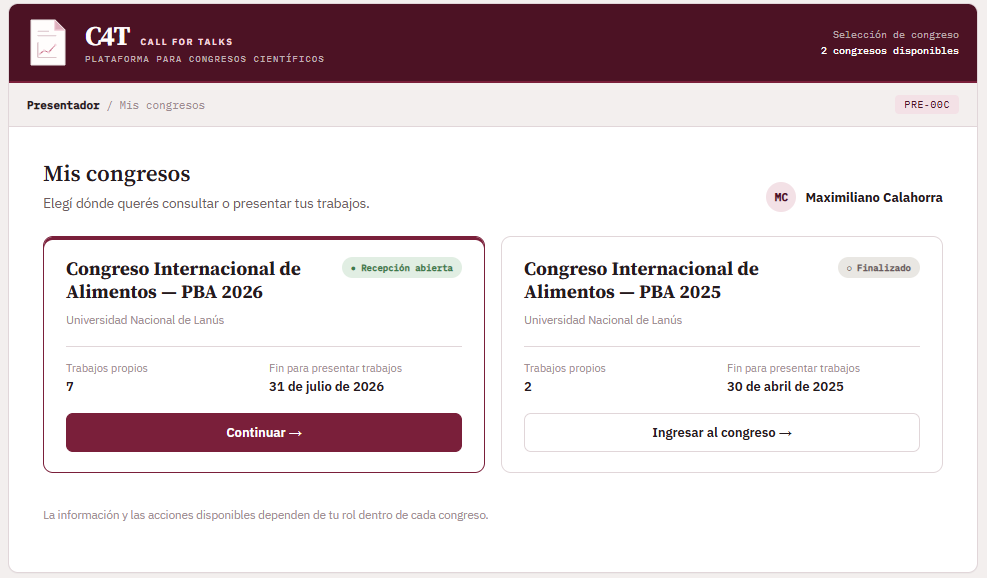 C4T CALL FOR TALKS
PLATAFORMA PARA CONGRESOS CIENTÍFICOS
Selección de congreso
2 congresos disponibles
Presentador / Mis congresos
PRE-00C
Mis congresos
Elegí dónde querés consultar o presentar tus trabajos.
MC Maximiliano Calahorra
Congreso Internacional de
Alimentos — PBA 2026
Recepción abierta
Universidad Nacional de Lanús
Trabajos propios
7
Fin para presentar trabajos
31 de julio de 2026
Continuar →
Congreso Internacional de
Alimentos — PBA 2025
Finalizado
Universidad Nacional de Lanús
Trabajos propios
2
Fin para presentar trabajos
30 de abril de 2025
Ingresar al congreso →
La información y las acciones disponibles dependen de tu rol dentro de cada congreso.